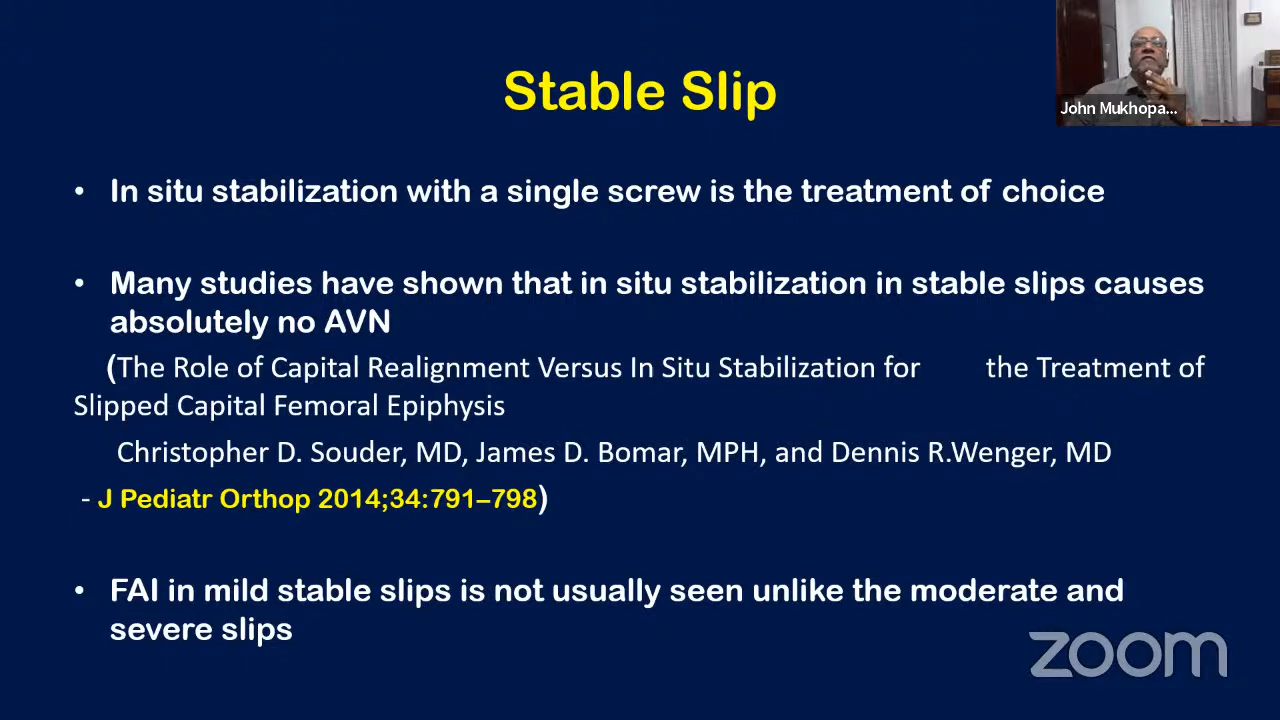 Stable Slip
John Mukhopa...
• In situ stabilization with a single screw is the treatment of choice
• Many studies have shown that in situ stabilization in stable slips causes
absolutely no AVN
(The Role of Capital Realignment Versus In Situ Stabilization for the Treatment of
Slipped Capital Femoral Epiphysis
Christopher D. Souder, MD, James D. Bomar, MPH, and Dennis R.Wenger, MD
- J Pediatr Orthop 2014;34:791–798)
• FAI in mild stable slips is not usually seen unlike the moderate and
severe slips
zoom